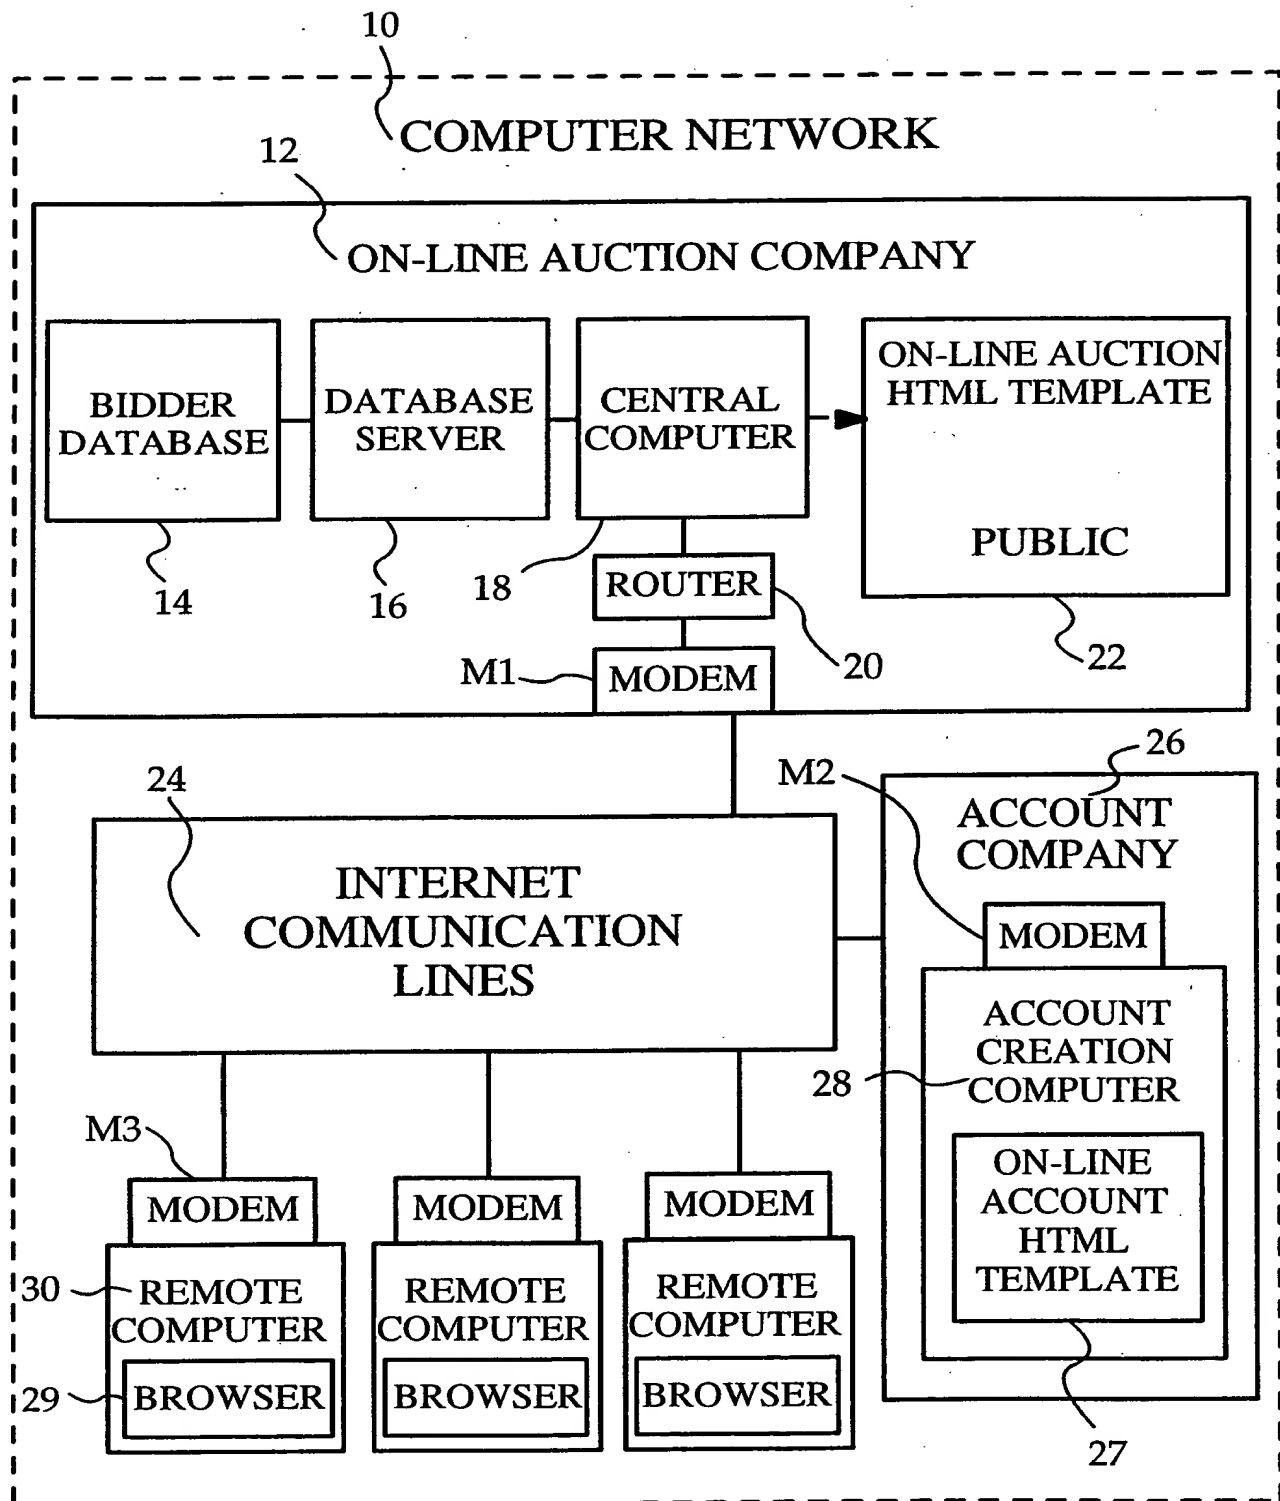 10
COMPUTER NETWORK
12
ON-LINE AUCTION COMPANY
BIDDER
DATABASE
DATABASE
SERVER
CENTRAL
COMPUTER
ON-LINE AUCTION
HTML TEMPLATE
PUBLIC
14
16
18
ROUTER
20
22
M1
MODEM
24
INTERNET
COMMUNICATION
LINES
M2
26
ACCOUNT
COMPANY
MODEM
ACCOUNT
CREATION
COMPUTER
28
ON-LINE
ACCOUNT
HTML
TEMPLATE
27
M3
MODEM
MODEM
MODEM
30
REMOTE
COMPUTER
REMOTE
COMPUTER
REMOTE
COMPUTER
29
BROWSER
BROWSER
BROWSER